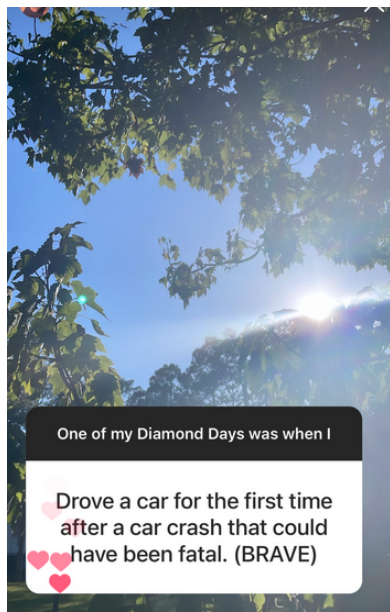 One of my Diamond Days was when I
Drove a car for the first time
after a car crash that could
have been fatal. (BRAVE)